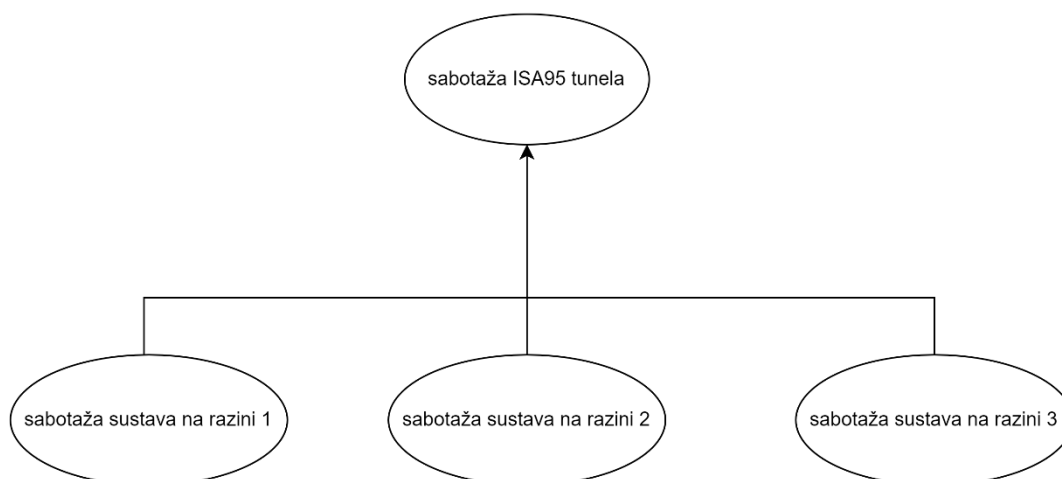 sabotaža ISA95 tunela
sabotaža sustava na razini 1
sabotaža sustava na razini 2
sabotaža sustava na razini 3